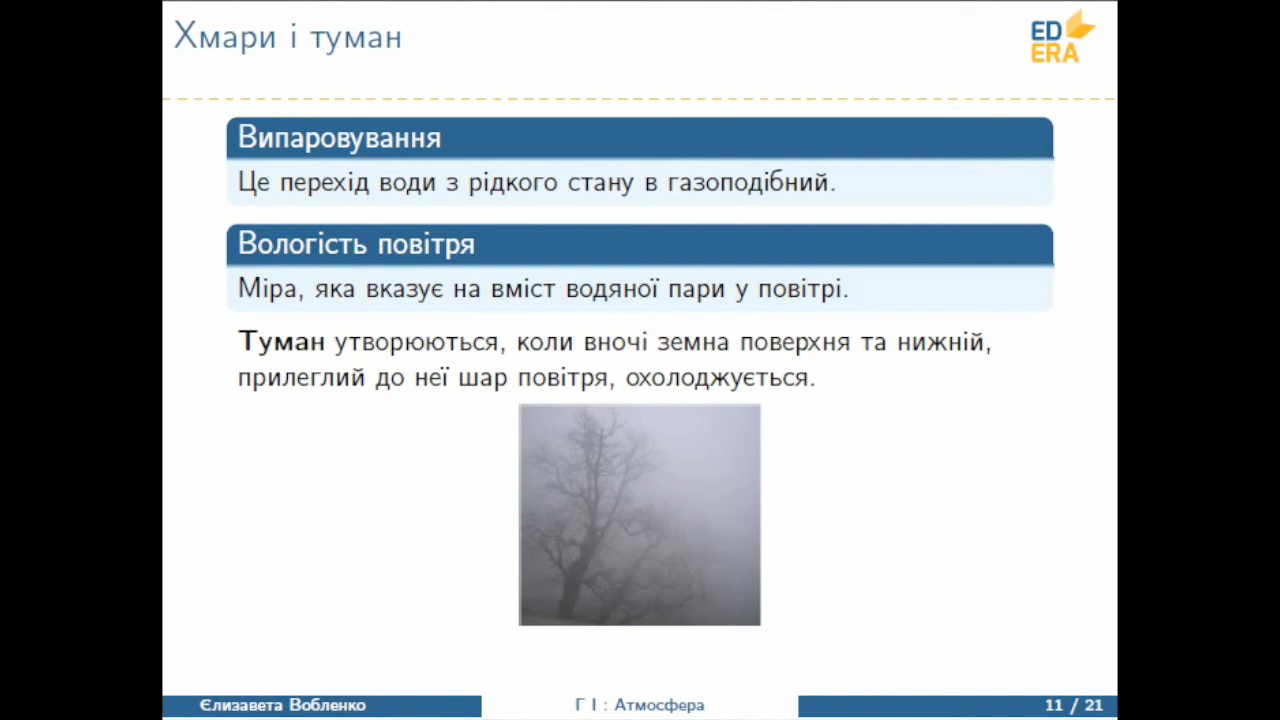 Хмари і туман
ED
ERA
Випаровування
Це перехід води з рідкого стану в газоподібний.
Вологість повітря
Міра, яка вказує на вміст водяної пари у повітрі.
Туман утворюються, коли вночі земна поверхня та нижній,
прилеглий до неї шар повітря, охолоджується.
Єлизавета Вобленко
Г І : Атмосфера
11 / 21